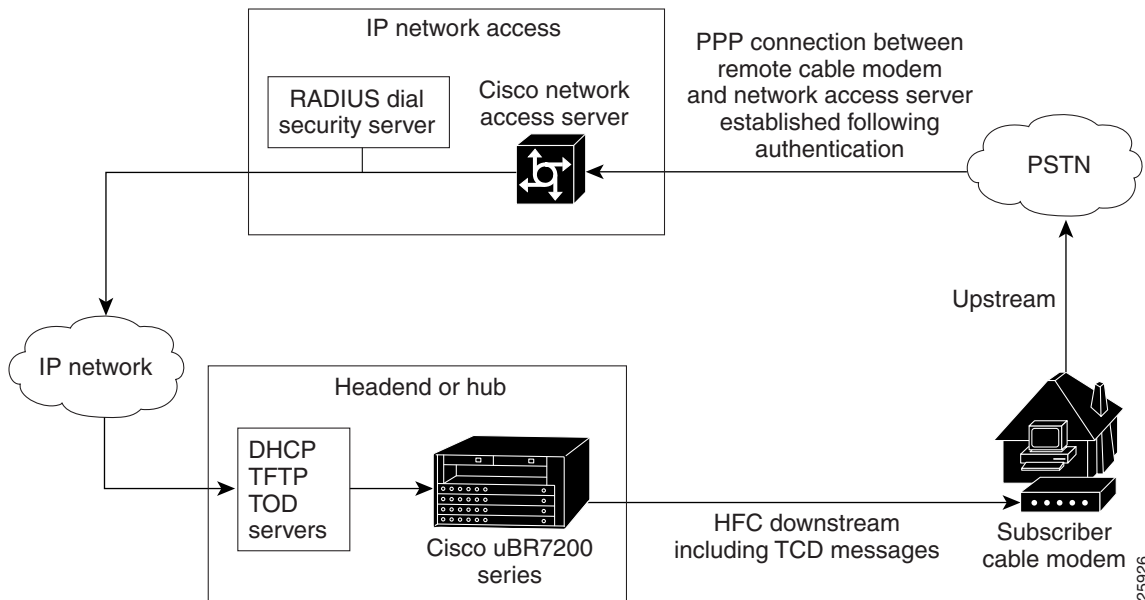 IP network access
RADIUS dial
security server
Cisco network
access server
PPP connection between
remote cable modem
and network access server
established following
authentication
PSTN
Upstream
IP network
Headend or hub
DHCP
TFTP
TOD
servers
Cisco uBR7200
series
HFC downstream
including TCD messages
Subscriber
cable modem
25926